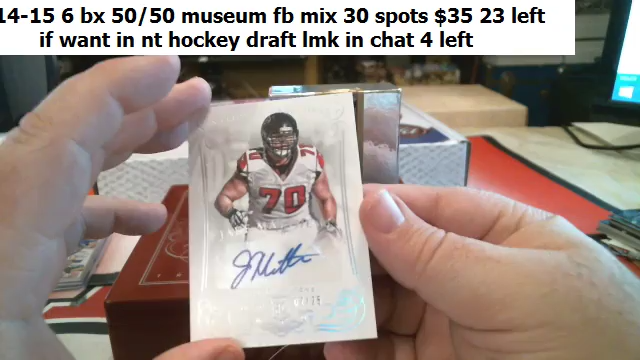 14-15 6 bx 50/50 museum fb mix 30 spots $35 23 left
if want in nt hockey draft lmk in chat 4 left
70